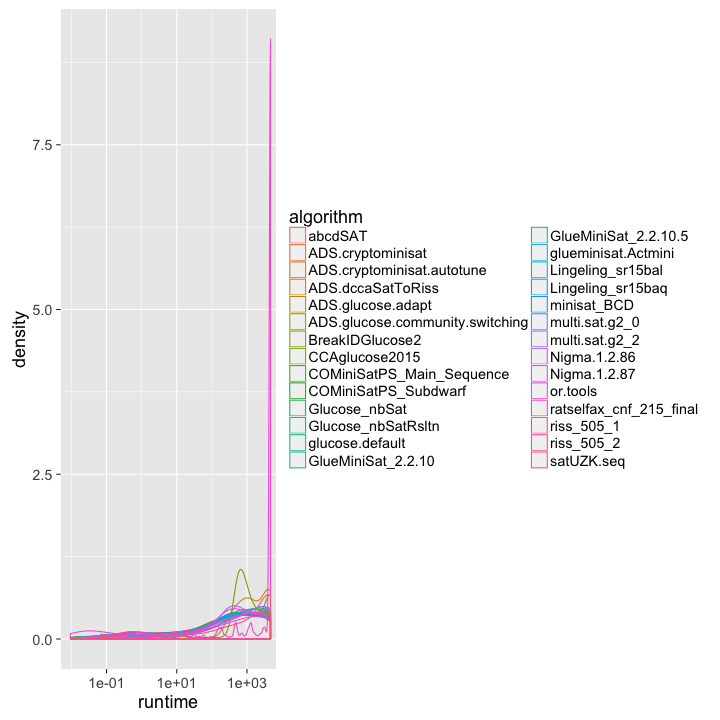 7.5
5.0
2.5
0.0
density
1e-01 1e+01 1e+03
runtime
algorithm
abcdSAT
ADS.cryptominisat
ADS.cryptominisat.autotune
ADS.dccaSatToRiss
ADS.glucose.adapt
ADS.glucose.community.switching
BreakIDGlucose2
CCAglucose2015
COMiniSatPS_Main_Sequence
COMiniSatPS_Subdwarf
Glucose_nbSat
Glucose_nbSatRsltn
glucose.default
GlueMiniSat_2.2.10
GlueMiniSat_2.2.10.5
glueminisat.Actmini
Lingeling_sr15bal
Lingeling_sr15baq
minisat_BCD
multi.sat.g2_0
multi.sat.g2_2
Nigma.1.2.86
Nigma.1.2.87
or.tools
ratselfax_cnf_215_final
riss_505_1
riss_505_2
satUZK.seq